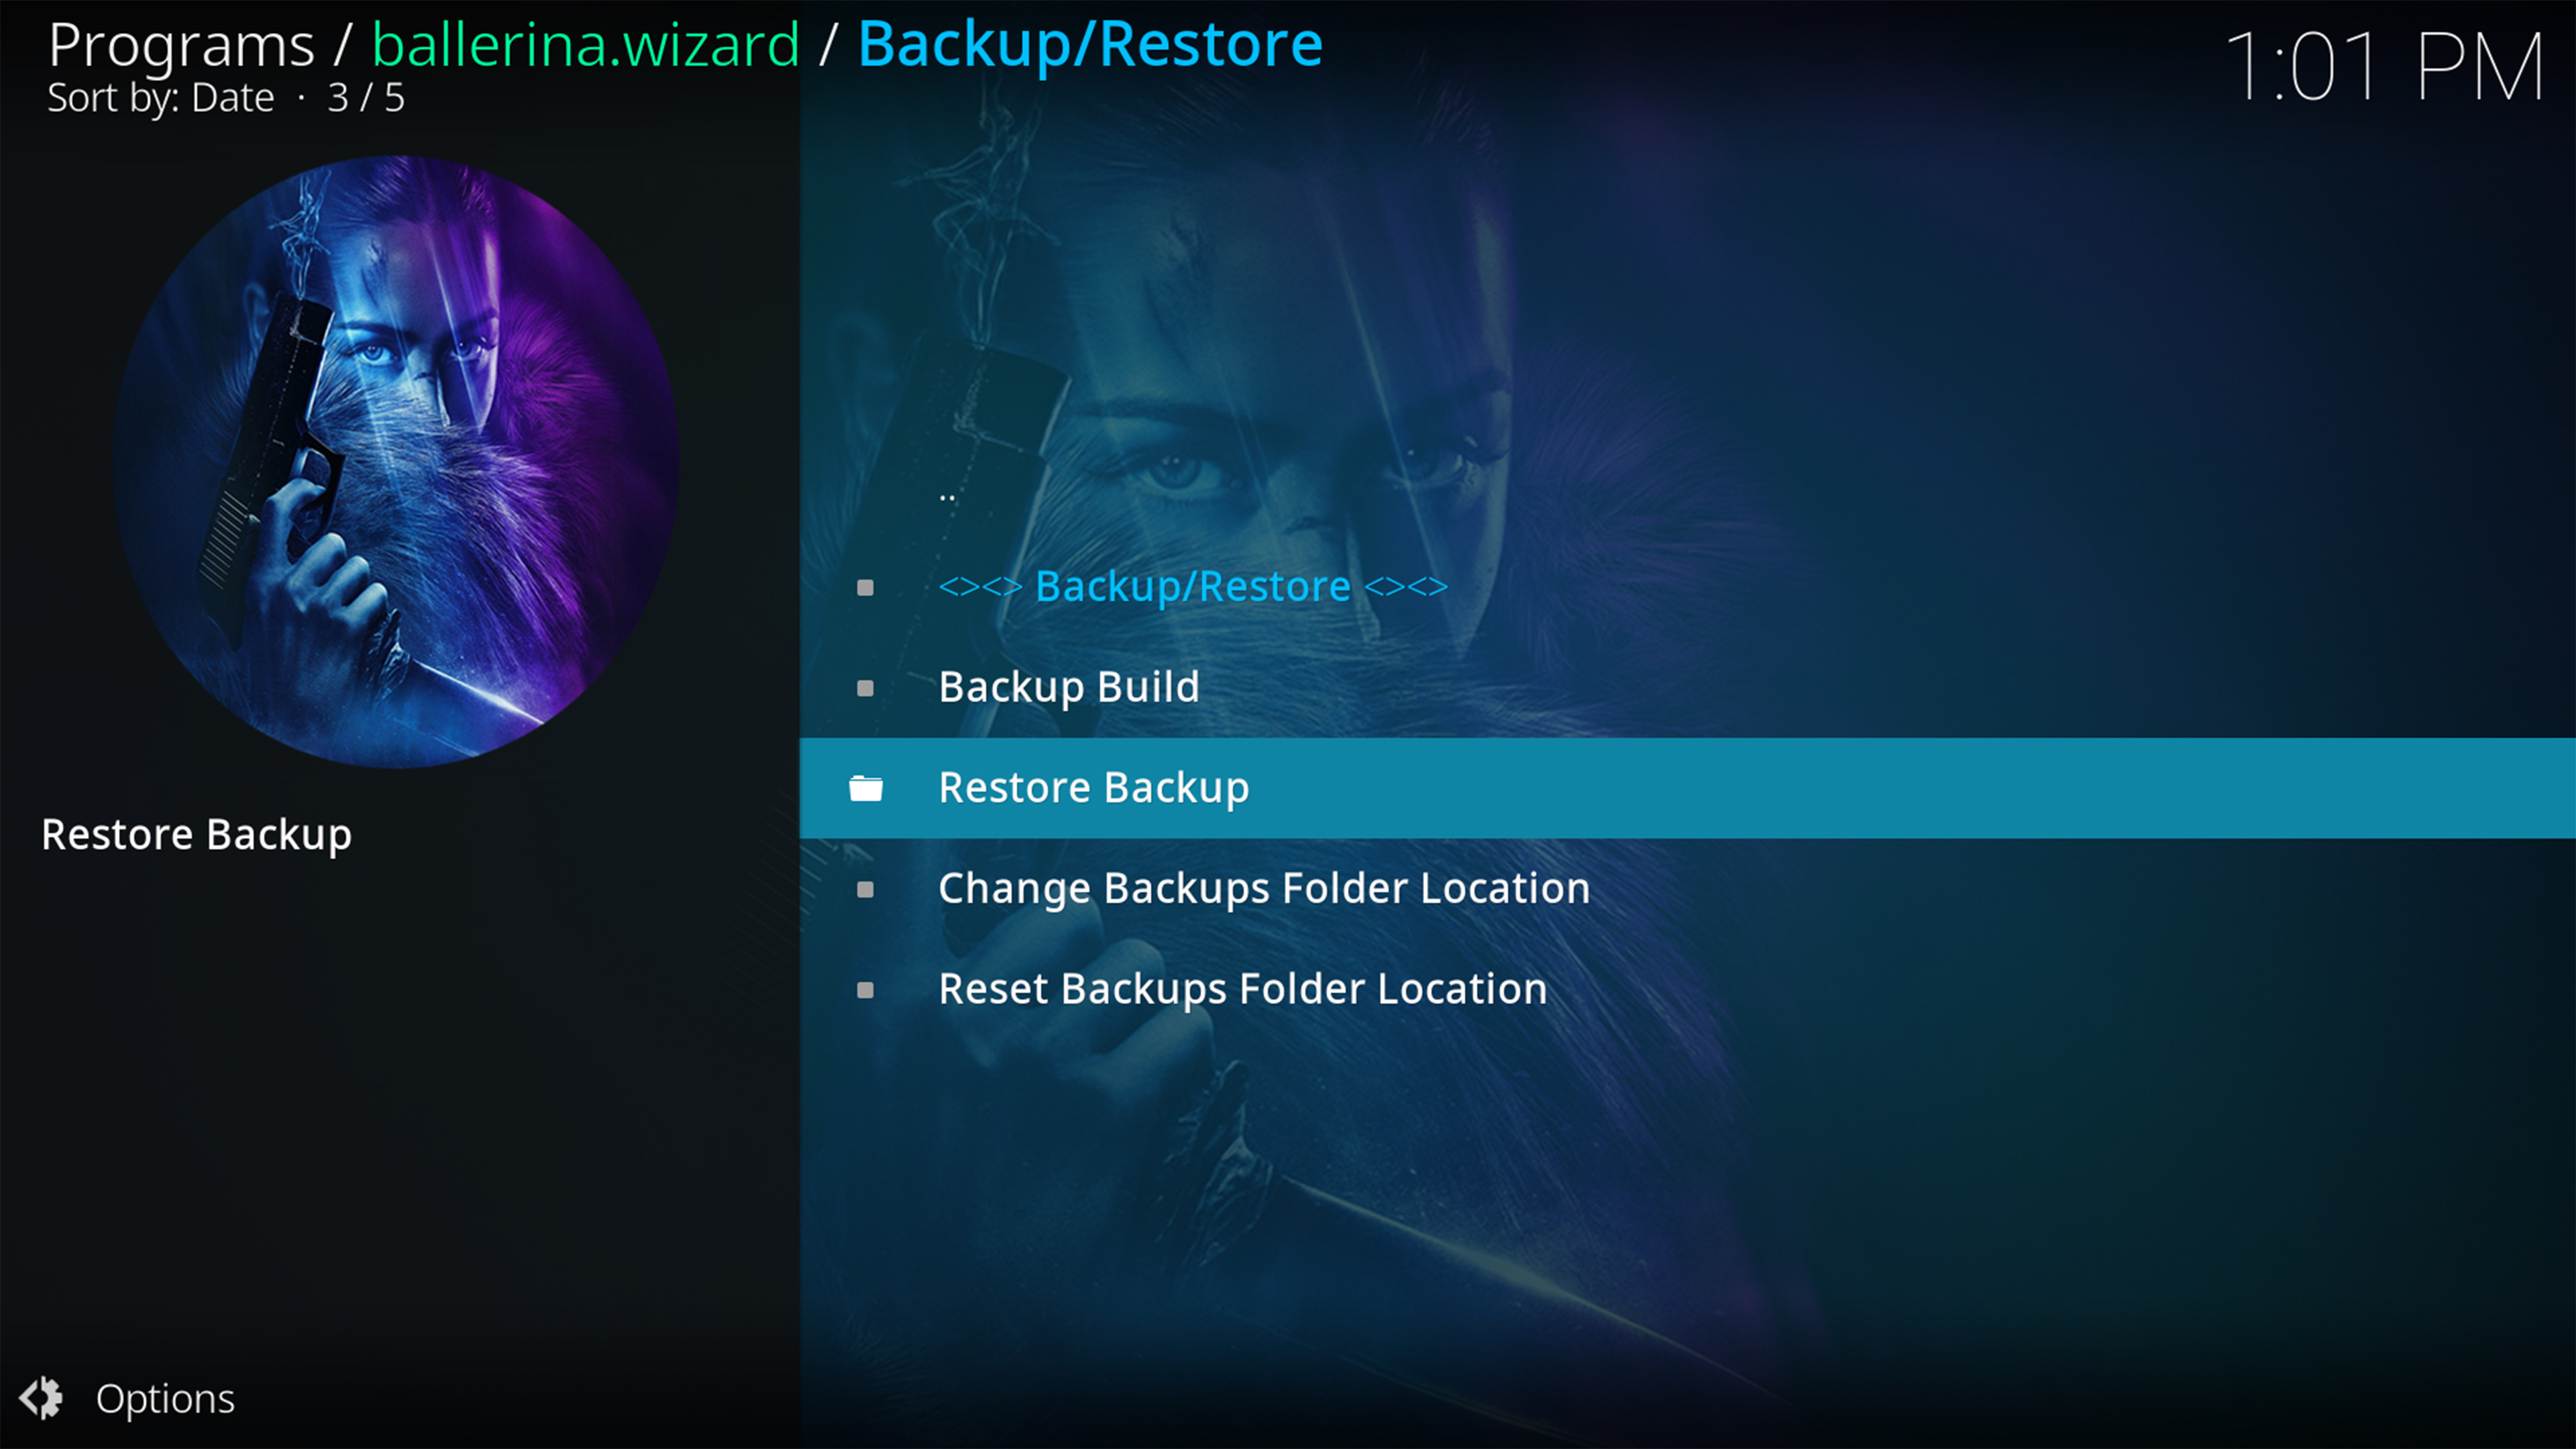 Programs / ballerina.wizard / Backup/Restore
Sort by: Date · 3 / 5
1:01 PM
..
<><> Backup/Restore <><>
Backup Build
Restore Backup
Change Backups Folder Location
Reset Backups Folder Location
Restore Backup
Options